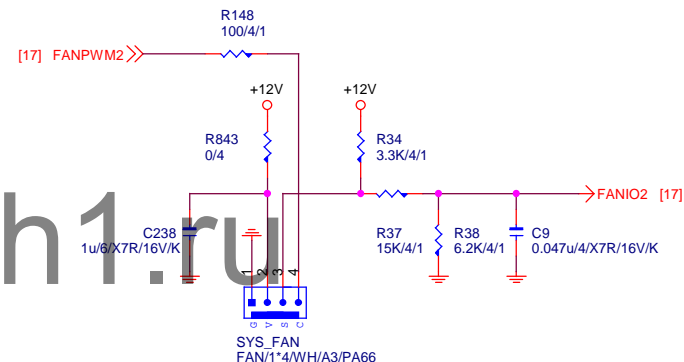 R148
100/4/1
[17] FANPWM2
+12V
+12V
R843
0/4
R34
3.3K/4/1
FANIO2 [17]
h1.ru
C238
1u/6/X7R/16V/K
R37
15K/4/1
R38
6.2K/4/1
C9
0.047u/4/X7R/16V/K
1 2 3 4
G V S C
SYS_FAN
FAN/1*4/WH/A3/PA66